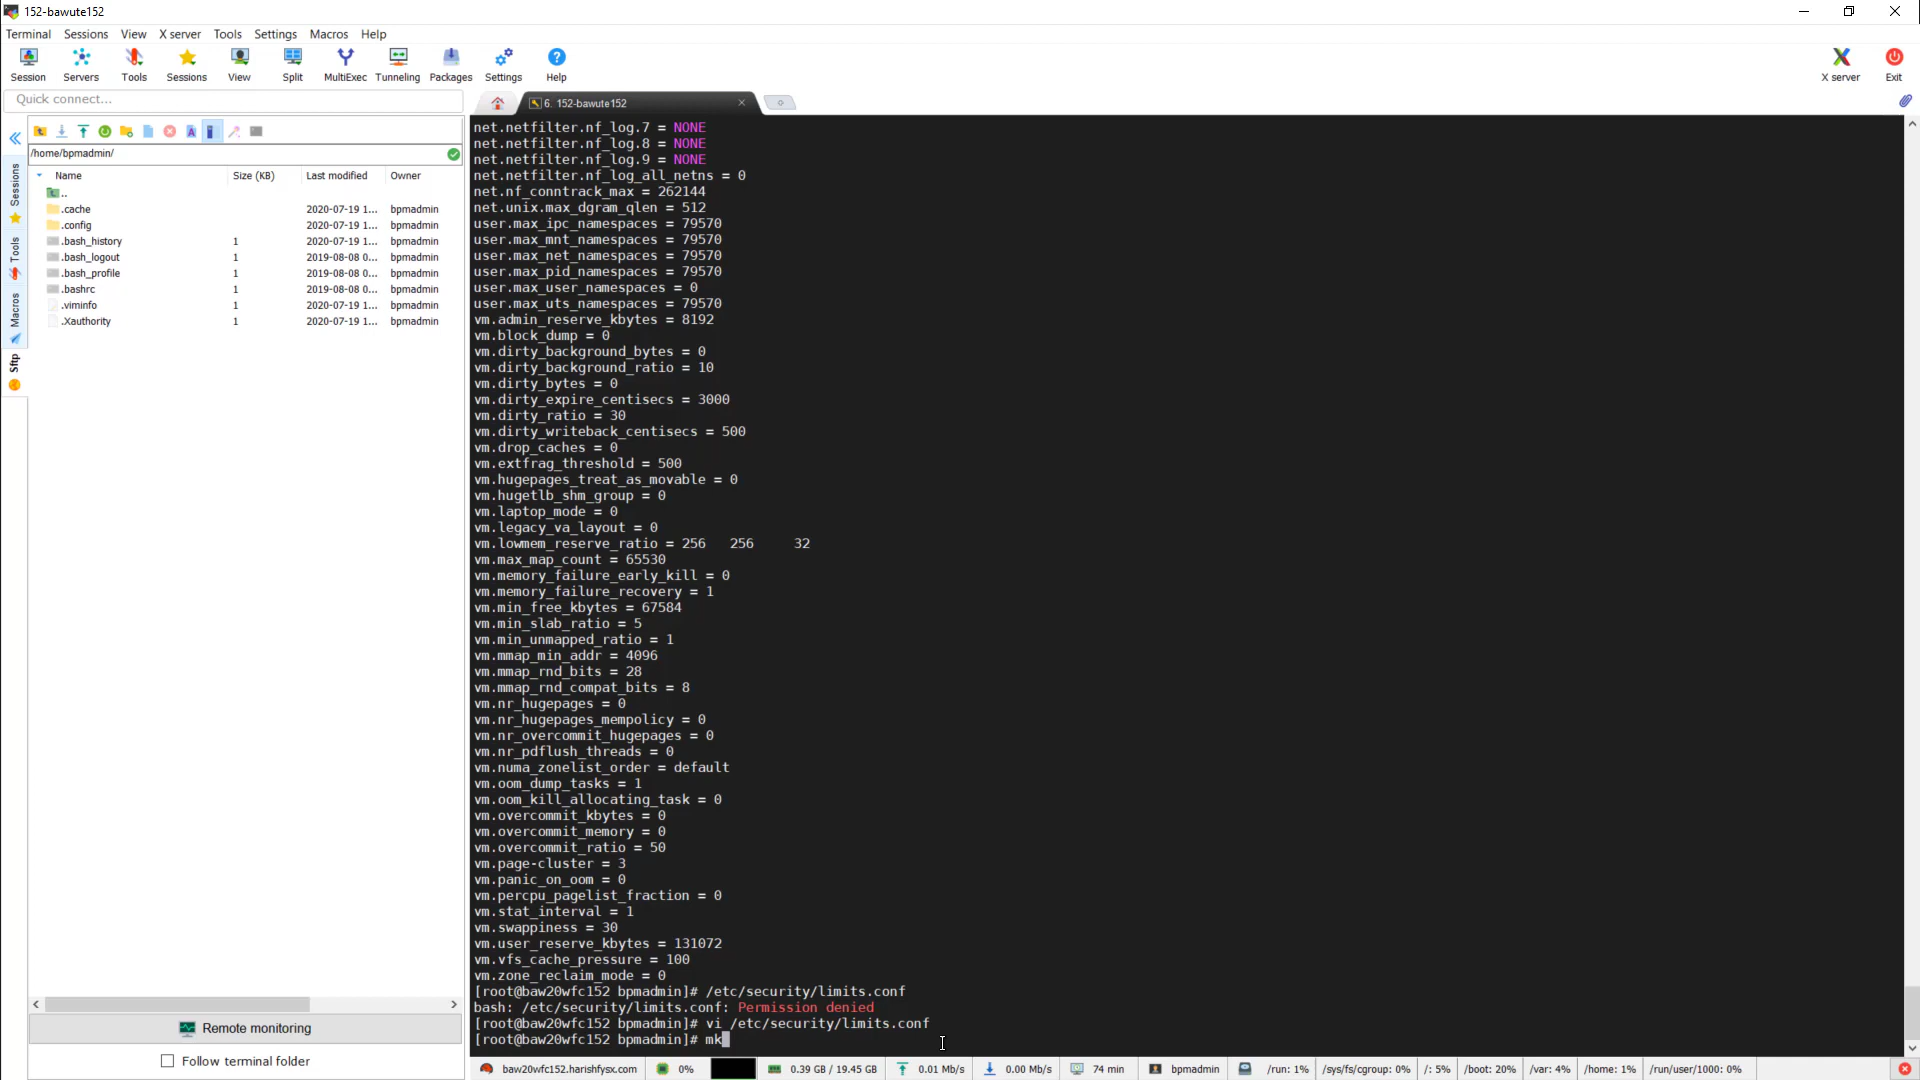 152-bawute152
Terminal Sessions View X server Tools Settings Macros Help
Session Servers Tools Sessions View Split MultiExec Tunneling Packages Settings Help X server Exit
Quick connect...
6. 152-bawute152
/home/bpmadmin/
Name Size (KB) Last modified Owner
..
.cache 2020-07-19 1... bpmadmin
.config 2020-07-19 1... bpmadmin
.bash_history 1 2020-07-19 1... bpmadmin
.bash_logout 1 2019-08-08 0... bpmadmin
.bash_profile 1 2019-08-08 0... bpmadmin
.bashrc 1 2019-08-08 0... bpmadmin
.viminfo 1 2020-07-19 1... bpmadmin
.Xauthority 1 2020-07-19 1... bpmadmin
Sessions
Tools
Macros
Sftp
Remote monitoring
Follow terminal folder
net.netfilter.nf_log.7 = NONE
net.netfilter.nf_log.8 = NONE
net.netfilter.nf_log.9 = NONE
net.netfilter.nf_log_all_netns = 0
net.nf_conntrack_max = 262144
net.unix.max_dgram_qlen = 512
user.max_ipc_namespaces = 79570
user.max_mnt_namespaces = 79570
user.max_net_namespaces = 79570
user.max_pid_namespaces = 79570
user.max_user_namespaces = 0
user.max_uts_namespaces = 79570
vm.admin_reserve_kbytes = 8192
vm.block_dump = 0
vm.dirty_background_bytes = 0
vm.dirty_background_ratio = 10
vm.dirty_bytes = 0
vm.dirty_expire_centisecs = 3000
vm.dirty_ratio = 30
vm.dirty_writeback_centisecs = 500
vm.drop_caches = 0
vm.extfrag_threshold = 500
vm.hugepages_treat_as_movable = 0
vm.hugetlb_shm_group = 0
vm.laptop_mode = 0
vm.legacy_va_layout = 0
vm.lowmem_reserve_ratio = 256 256 32
vm.max_map_count = 65530
vm.memory_failure_early_kill = 0
vm.memory_failure_recovery = 1
vm.min_free_kbytes = 67584
vm.min_slab_ratio = 5
vm.min_unmapped_ratio = 1
vm.mmap_min_addr = 4096
vm.mmap_rnd_bits = 28
vm.mmap_rnd_compat_bits = 8
vm.nr_hugepages = 0
vm.nr_hugepages_mempolicy = 0
vm.nr_overcommit_hugepages = 0
vm.nr_pdflush_threads = 0
vm.numa_zonelist_order = default
vm.oom_dump_tasks = 1
vm.oom_kill_allocating_task = 0
vm.overcommit_kbytes = 0
vm.overcommit_memory = 0
vm.overcommit_ratio = 50
vm.page-cluster = 3
vm.panic_on_oom = 0
vm.percpu_pagelist_fraction = 0
vm.stat_interval = 1
vm.swappiness = 30
vm.user_reserve_kbytes = 131072
vm.vfs_cache_pressure = 100
vm.zone_reclaim_mode = 0
[root@baw20wfc152 bpmadmin]# /etc/security/limits.conf
bash: /etc/security/limits.conf: Permission denied
[root@baw20wfc152 bpmadmin]# vi /etc/security/limits.conf
[root@baw20wfc152 bpmadmin]# mk
baw20wfc152.harishfysx.com 0% 0.39 GB / 19.45 GB 0.01 Mb/s 0.00 Mb/s 74 min bpmadmin /run: 1% /sys/fs/cgroup: 0% /: 5% /boot: 20% /var: 4% /home: 1% /run/user/1000: 0%